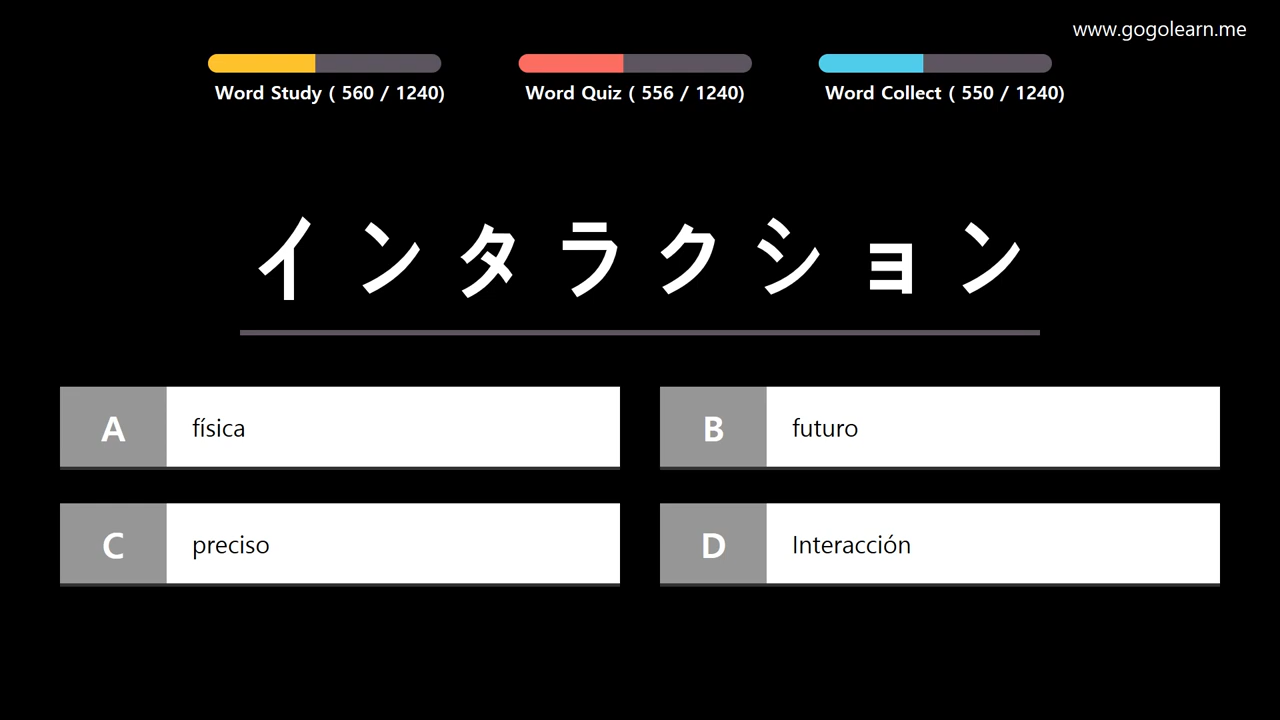 www.gogolearn.me
Word Study ( 560 / 1240)
Word Quiz ( 556 / 1240)
Word Collect ( 550 / 1240)
インタラクション
A física
B futuro
C preciso
D Interacción